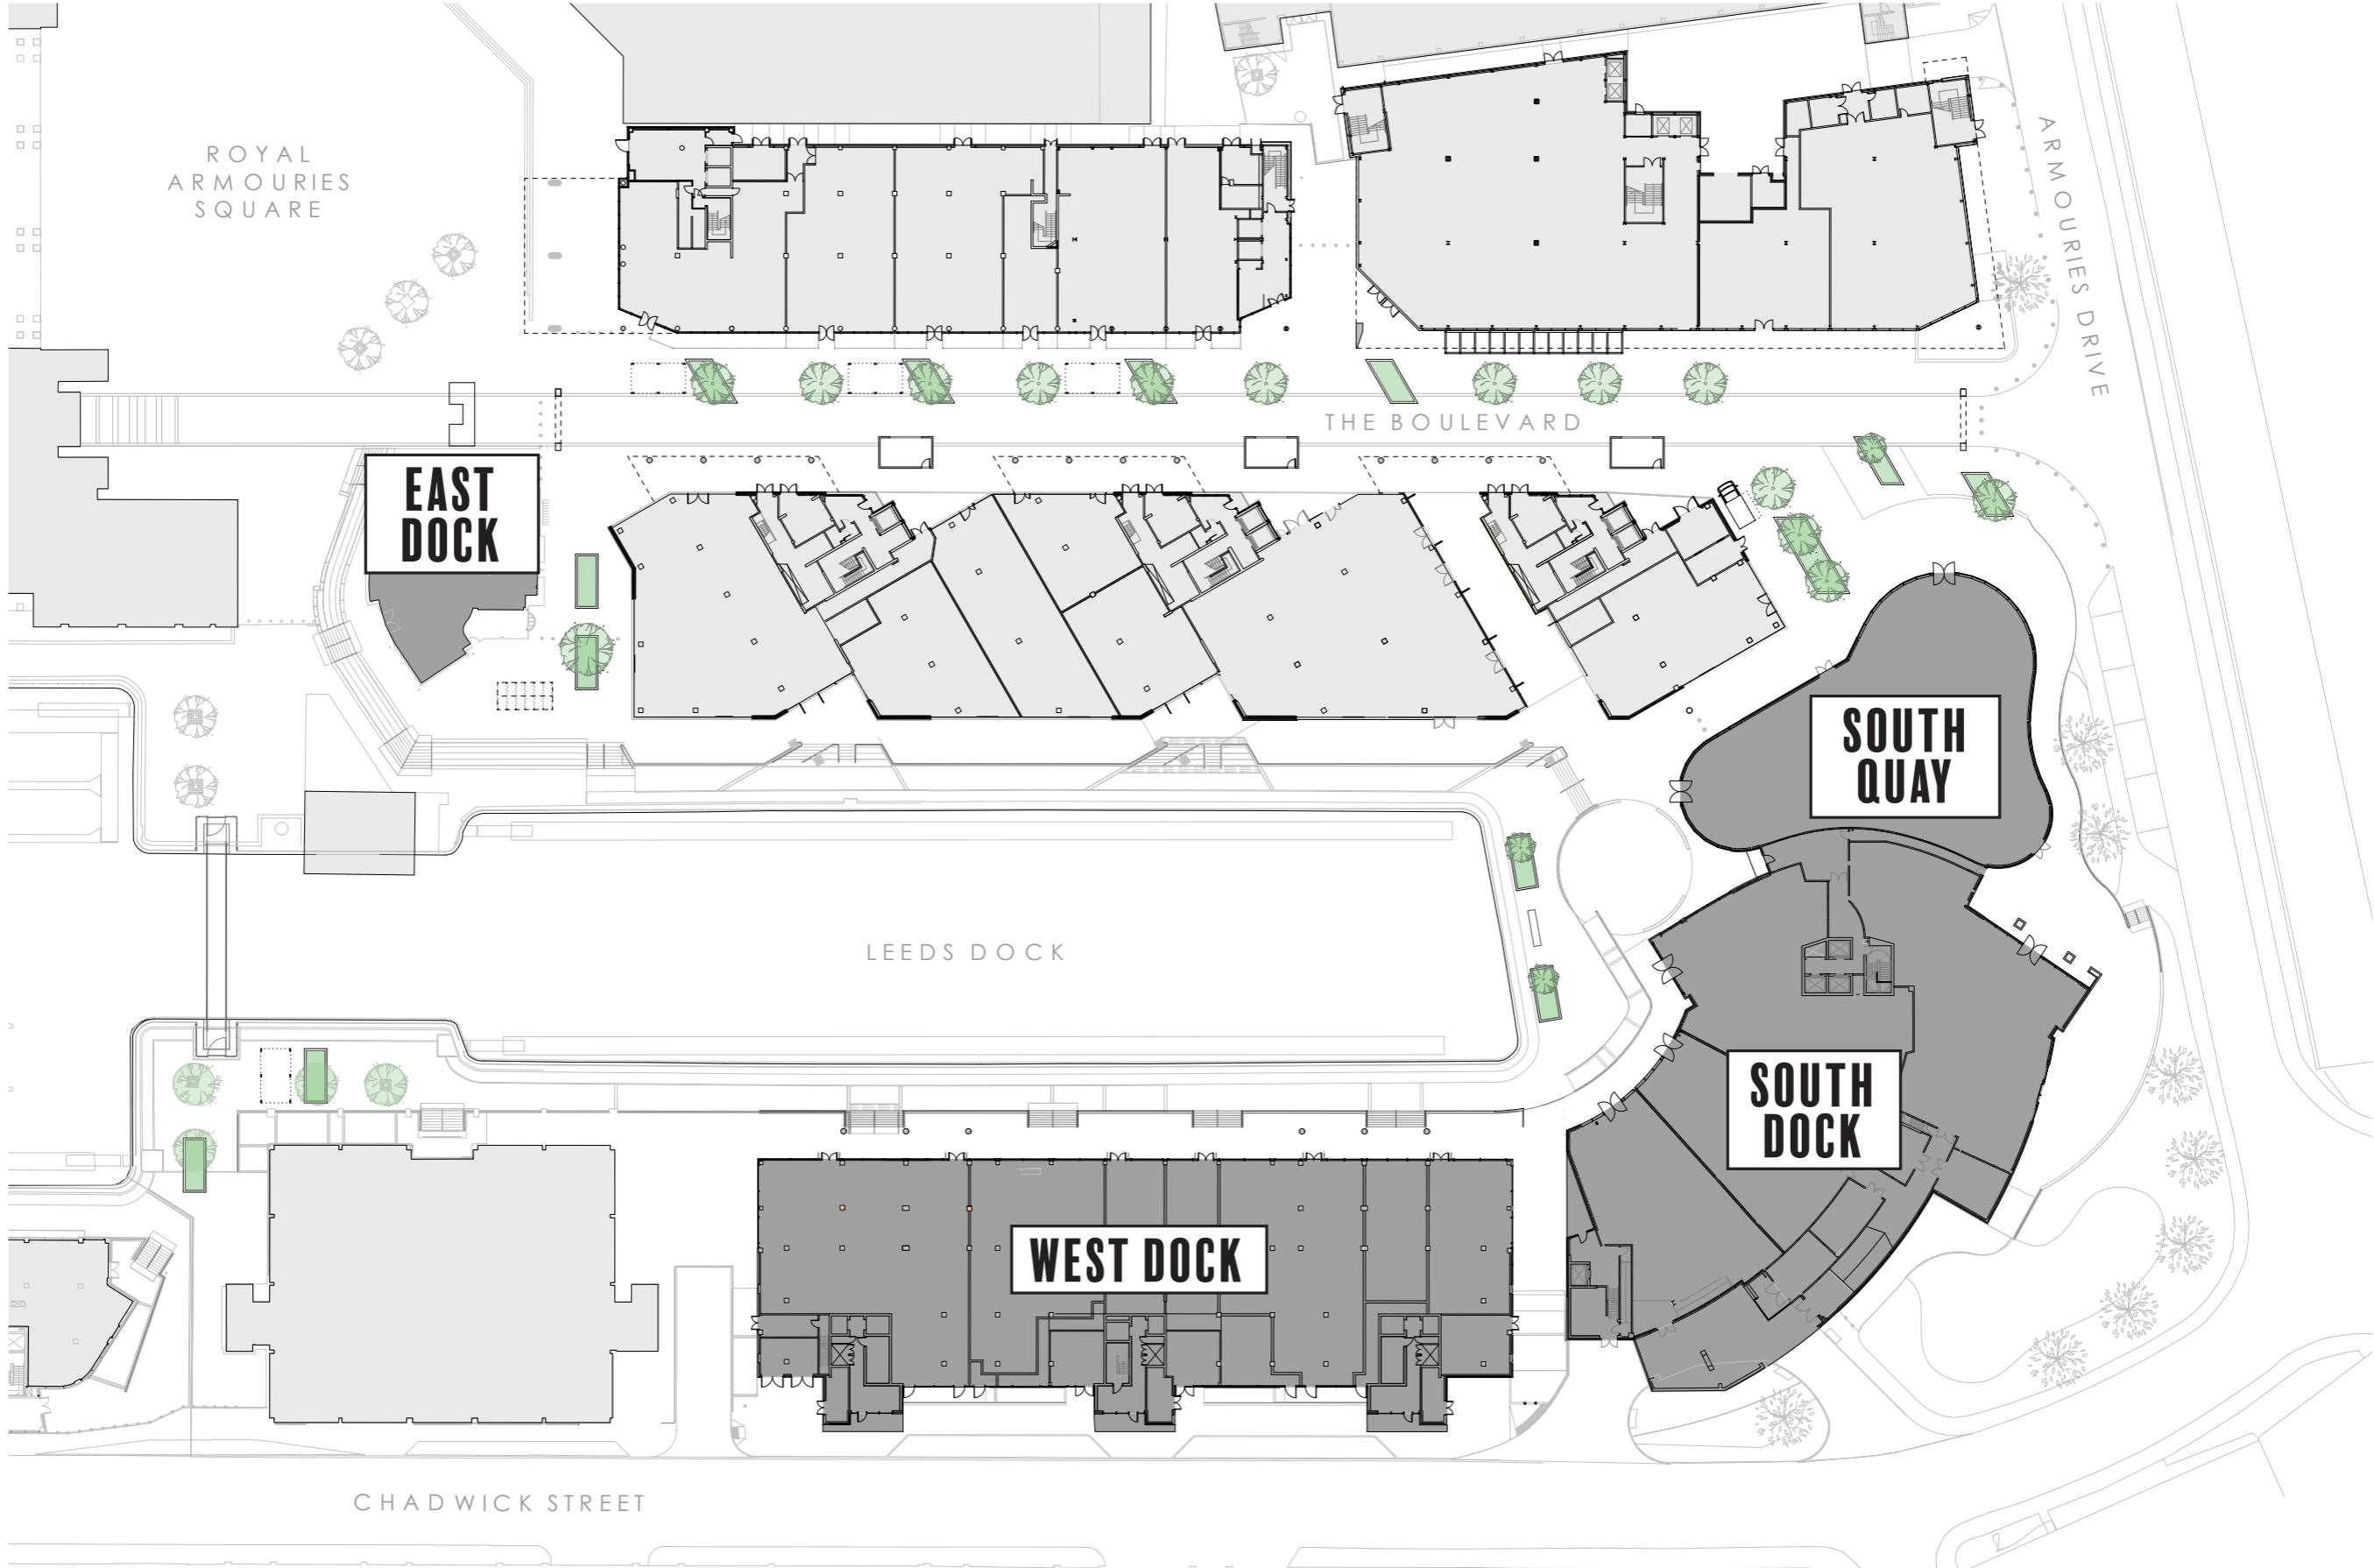 ROYAL
ARMOURIES
SQUARE
ARMOURIES DRIVE
THE BOULEVARD
EAST
DOCK
SOUTH
QUAY
LEEDS DOCK
SOUTH
DOCK
WEST DOCK
CHADWICK STREET